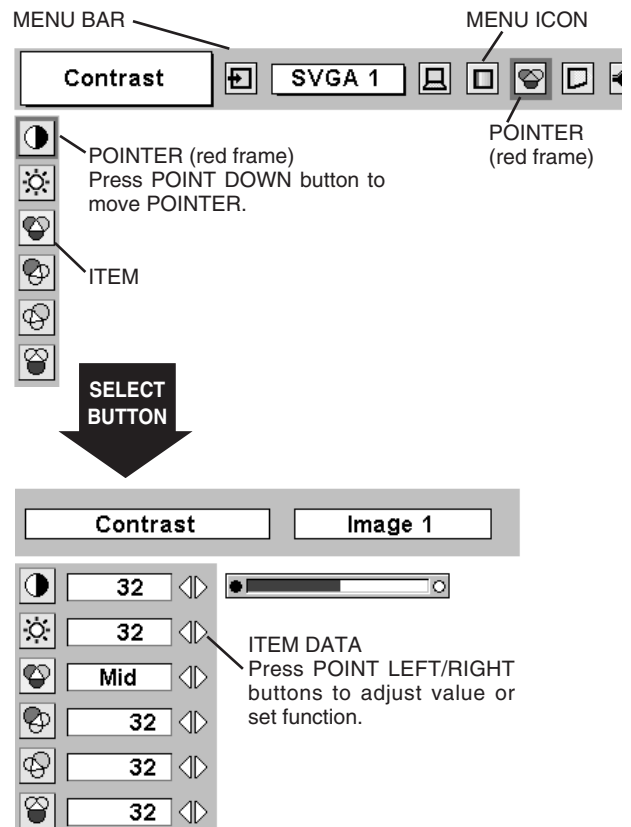 MENU BAR
MENU ICON
Contrast
SVGA 1
POINTER
(red frame)
POINTER (red frame)
Press POINT DOWN button to
move POINTER.
ITEM
SELECT
BUTTON
Contrast
Image 1
32
32
ITEM DATA
Press POINT LEFT/RIGHT
buttons to adjust value or
set function.
Mid
32
32
32